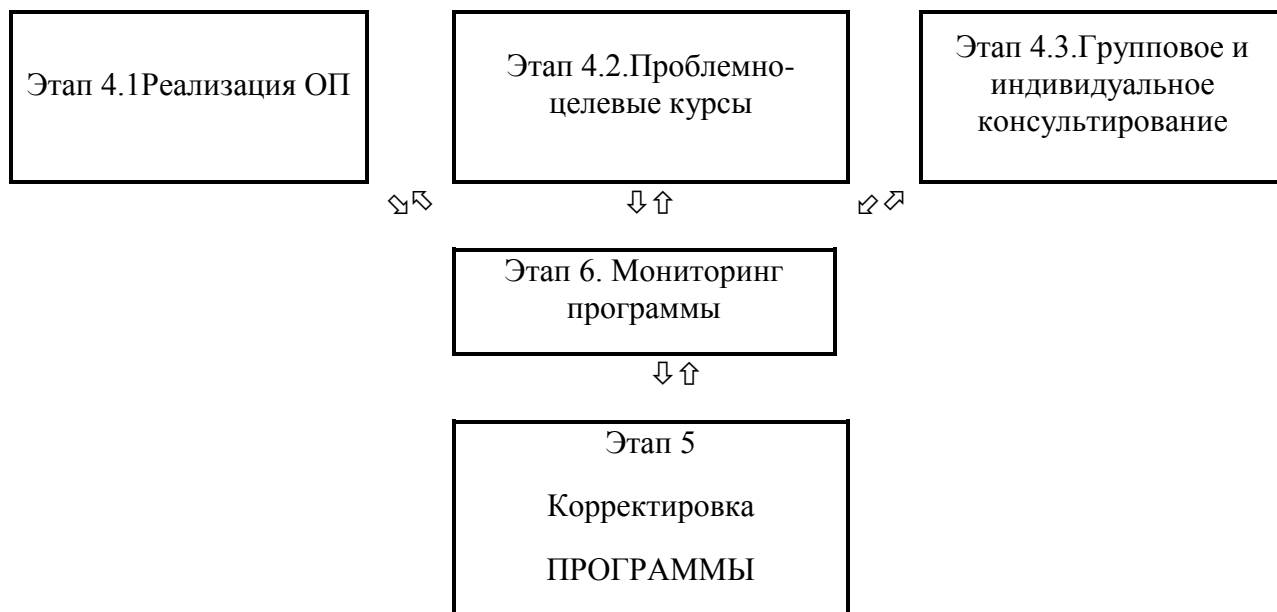 Этап 4.1Реализация ОП
Этап 4.2.Проблемно-
целевые курсы
Этап 4.3.Групповое и
индивидуальное
консультирование
Этап 6. Мониторинг
программы
Этап 5
Корректировка
ПРОГРАММЫ